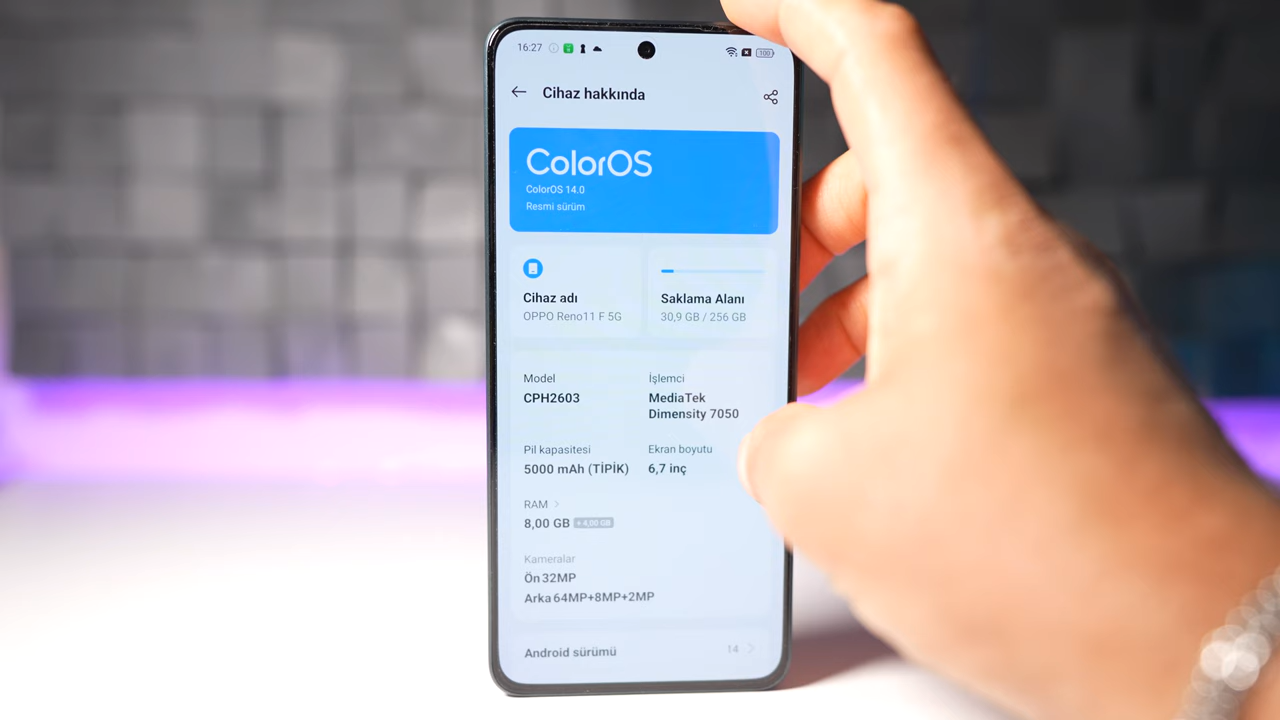 16:27
100
Cihaz hakkında
ColorOS
ColorOS 14.0
Resmi sürüm
Cihaz adı
OPPO Reno11 F 5G
Saklama Alanı
30,9 GB / 256 GB
Model
CPH2603
İşlemci
MediaTek
Dimensity 7050
Pil kapasitesi
5000 mAh (TİPİK)
Ekran boyutu
6,7 inç
RAM
8,00 GB + 4,00 GB
Kameralar
Ön 32MP
Arka 64MP+8MP+2MP
Android sürümü 14